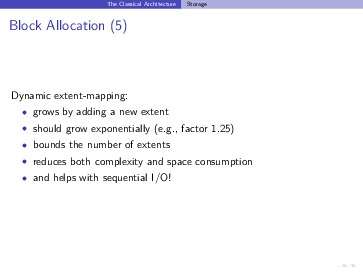 The Classical Architecture Storage
Block Allocation (5)
Dynamic extent-mapping:
• grows by adding a new extent
• should grow exponentially (e.g., factor 1.25)
• bounds the number of extents
• reduces both complexity and space consumption
• and helps with sequential I/O!